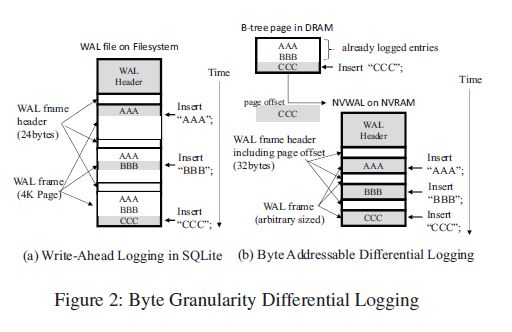 WAL file on Filesystem
WAL
Header
Time
AAA
Insert
"AAA";
WAL frame
header
(24bytes)
AAA
BBB
Insert
"BBB";
WAL frame
(4K Page)
AAA
BBB
CCC
Insert
"CCC";
(a) Write-Ahead Logging in SQLite
B-tree page in DRAM
AAA
BBB
CCC
already logged entries
Insert "CCC";
page offset
CCC
NVWAL on NVRAM
Time
WAL
Header
WAL frame header
including page offset
(32bytes)
AAA
Insert
"AAA";
BBB
Insert
"BBB";
WAL frame
(arbitrary sized)
CCC
Insert
"CCC";
(b) Byte Addressable Differential Logging
Figure 2: Byte Granularity Differential Logging